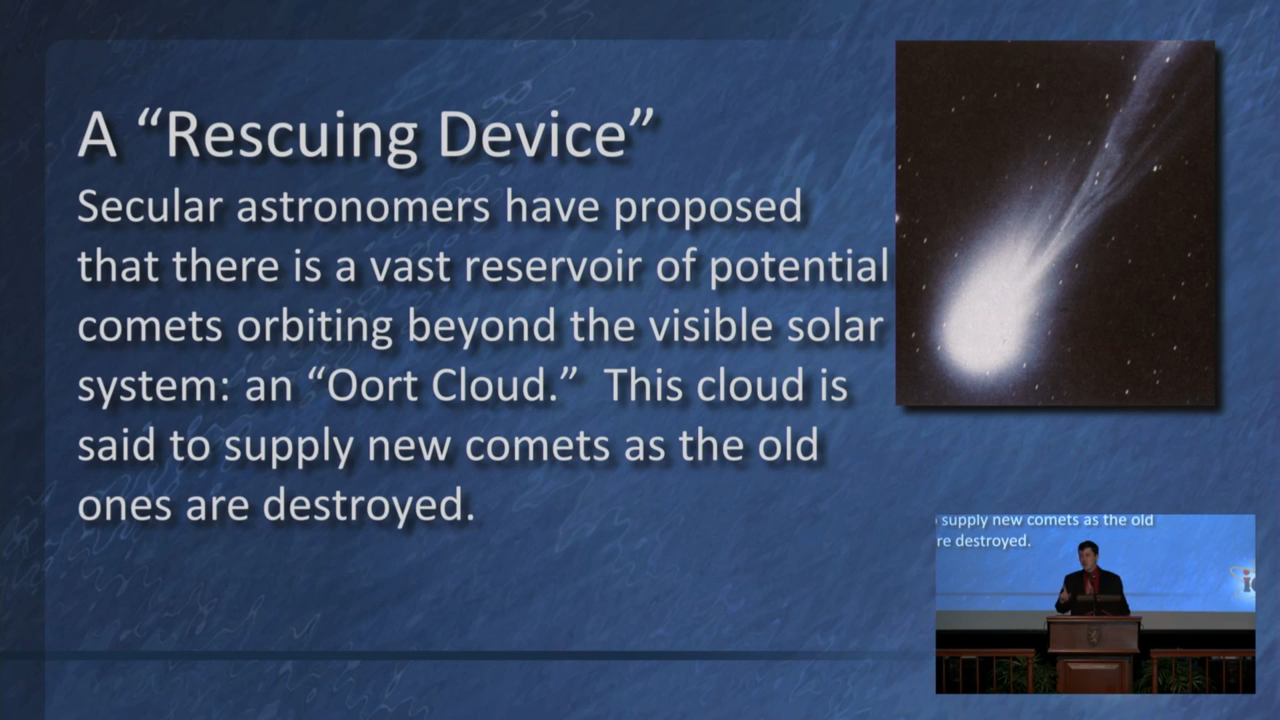 A “Rescuing Device”
Secular astronomers have proposed
that there is a vast reservoir of potential
comets orbiting beyond the visible solar
system: an “Oort Cloud.”  This cloud is
said to supply new comets as the old
ones are destroyed.
supply new comets as the old
re destroyed.